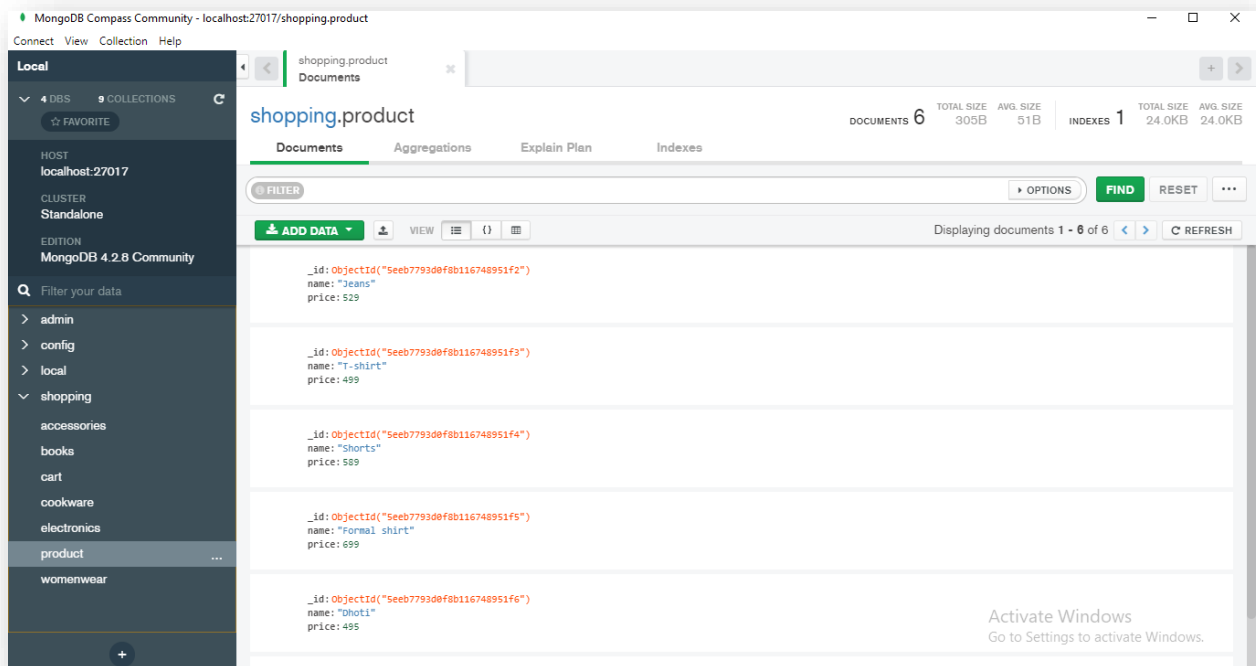 MongoDB Compass Community - localhost:27017/shopping.product
Connect View Collection Help
Local
4 DBS 9 COLLECTIONS
FAVORITE
HOST
localhost:27017
CLUSTER
Standalone
EDITION
MongoDB 4.2.8 Community
Filter your data
admin
config
local
shopping
accessories
books
cart
cookware
electronics
product ...
womenwear
+
shopping.product
Documents
+
shopping.product
DOCUMENTS 6 TOTAL SIZE 305B AVG. SIZE 51B INDEXES 1 TOTAL SIZE 24.0KB AVG. SIZE 24.0KB
Documents Aggregations Explain Plan Indexes
FILTER OPTIONS FIND RESET ...
ADD DATA VIEW {} Displaying documents 1 - 6 of 6 REFRESH
_id: ObjectId("5eeb7793d0f8b116748951f2")
name: "Jeans"
price: 529
_id: ObjectId("5eeb7793d0f8b116748951f3")
name: "T-shirt"
price: 499
_id: ObjectId("5eeb7793d0f8b116748951f4")
name: "Shorts"
price: 589
_id: ObjectId("5eeb7793d0f8b116748951f5")
name: "Formal shirt"
price: 699
_id: ObjectId("5eeb7793d0f8b116748951f6")
name: "Dhoti"
price: 495
Activate Windows
Go to Settings to activate Windows.